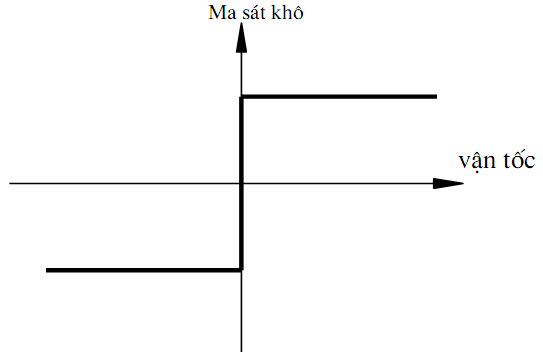 Ma sát khô
vận tốc